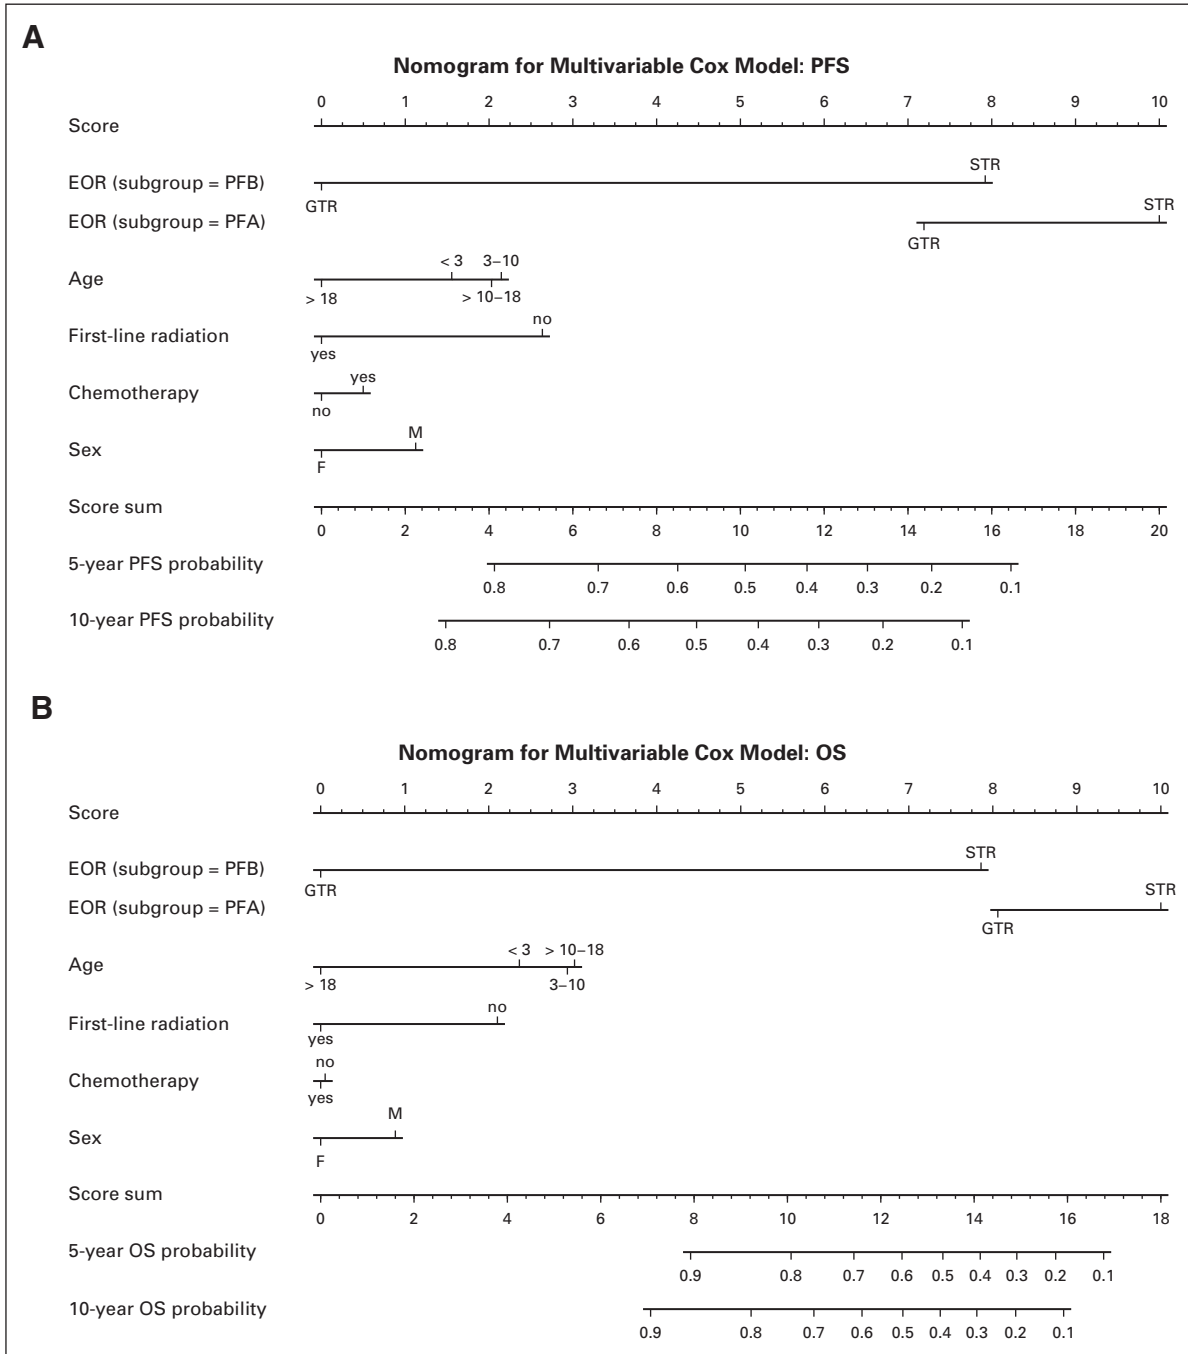 A
Nomogram for Multivariable Cox Model: PFS
0 1 2 3 4 5 6 7 8 9 10
Score
STR
EOR (subgroup = PFB)
GTR
STR
EOR (subgroup = PFA)
GTR
< 3 3–10
Age
> 18 > 10–18
no
First-line radiation
yes
yes
Chemotherapy
no
M
Sex
F
Score sum
0 2 4 6 8 10 12 14 16 18 20
5-year PFS probability
0.8 0.7 0.6 0.5 0.4 0.3 0.2 0.1
10-year PFS probability
0.8 0.7 0.6 0.5 0.4 0.3 0.2 0.1
B
Nomogram for Multivariable Cox Model: OS
0 1 2 3 4 5 6 7 8 9 10
Score
STR
EOR (subgroup = PFB)
GTR
STR
EOR (subgroup = PFA)
GTR
< 3 > 10–18
Age
> 18 3–10
no
First-line radiation
yes
no
Chemotherapy
yes
M
Sex
F
Score sum
0 2 4 6 8 10 12 14 16 18
5-year OS probability
0.9 0.8 0.7 0.6 0.5 0.4 0.3 0.2 0.1
10-year OS probability
0.9 0.8 0.7 0.6 0.5 0.4 0.3 0.2 0.1